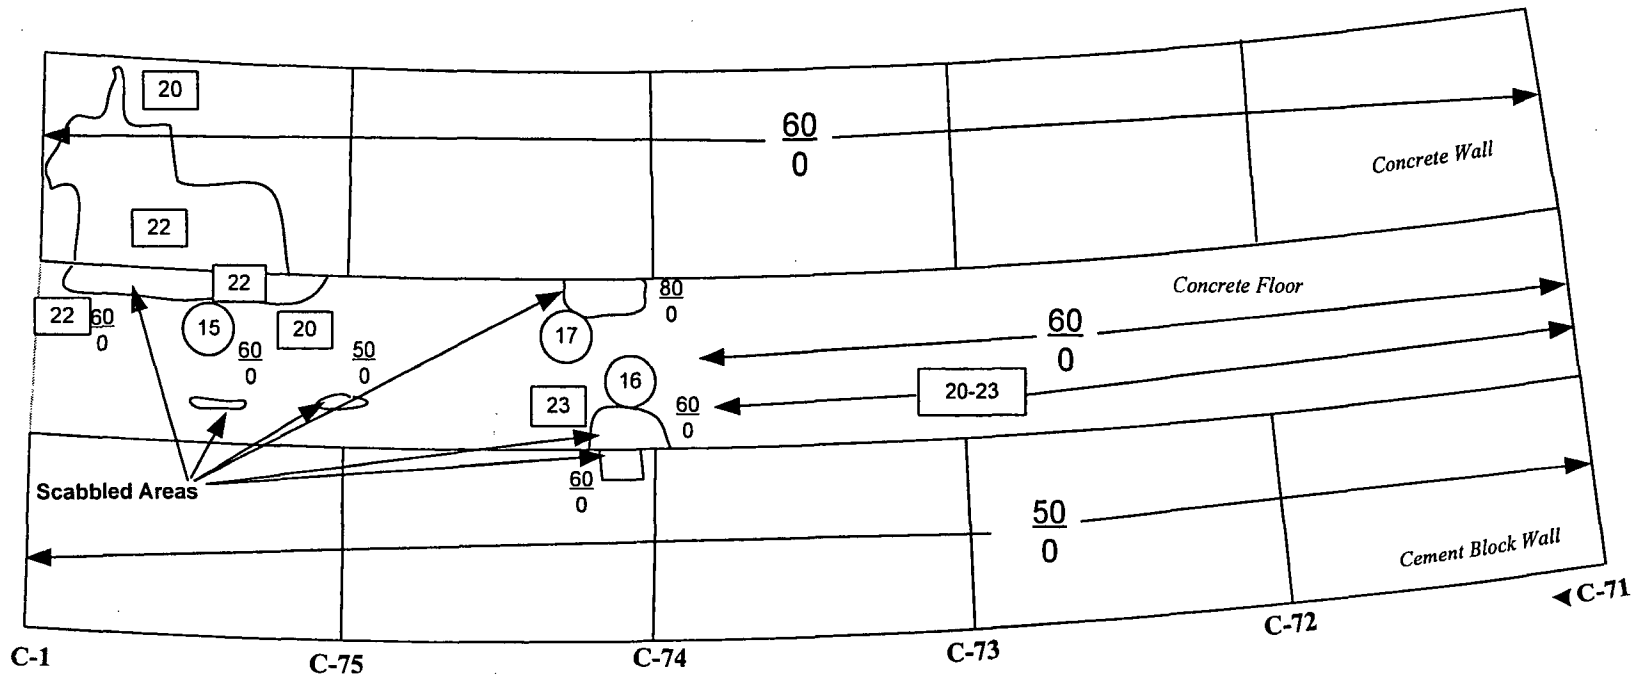 20
60
0
Concrete Wall
22
22
Concrete Floor
22
60
0
15
20
80
0
17
60
0
60
0
50
0
16
20-23
23
60
0
Scabbled Areas
60
0
50
0
Cement Block Wall
C-1
C-75
C-74
C-73
C-72
C-71